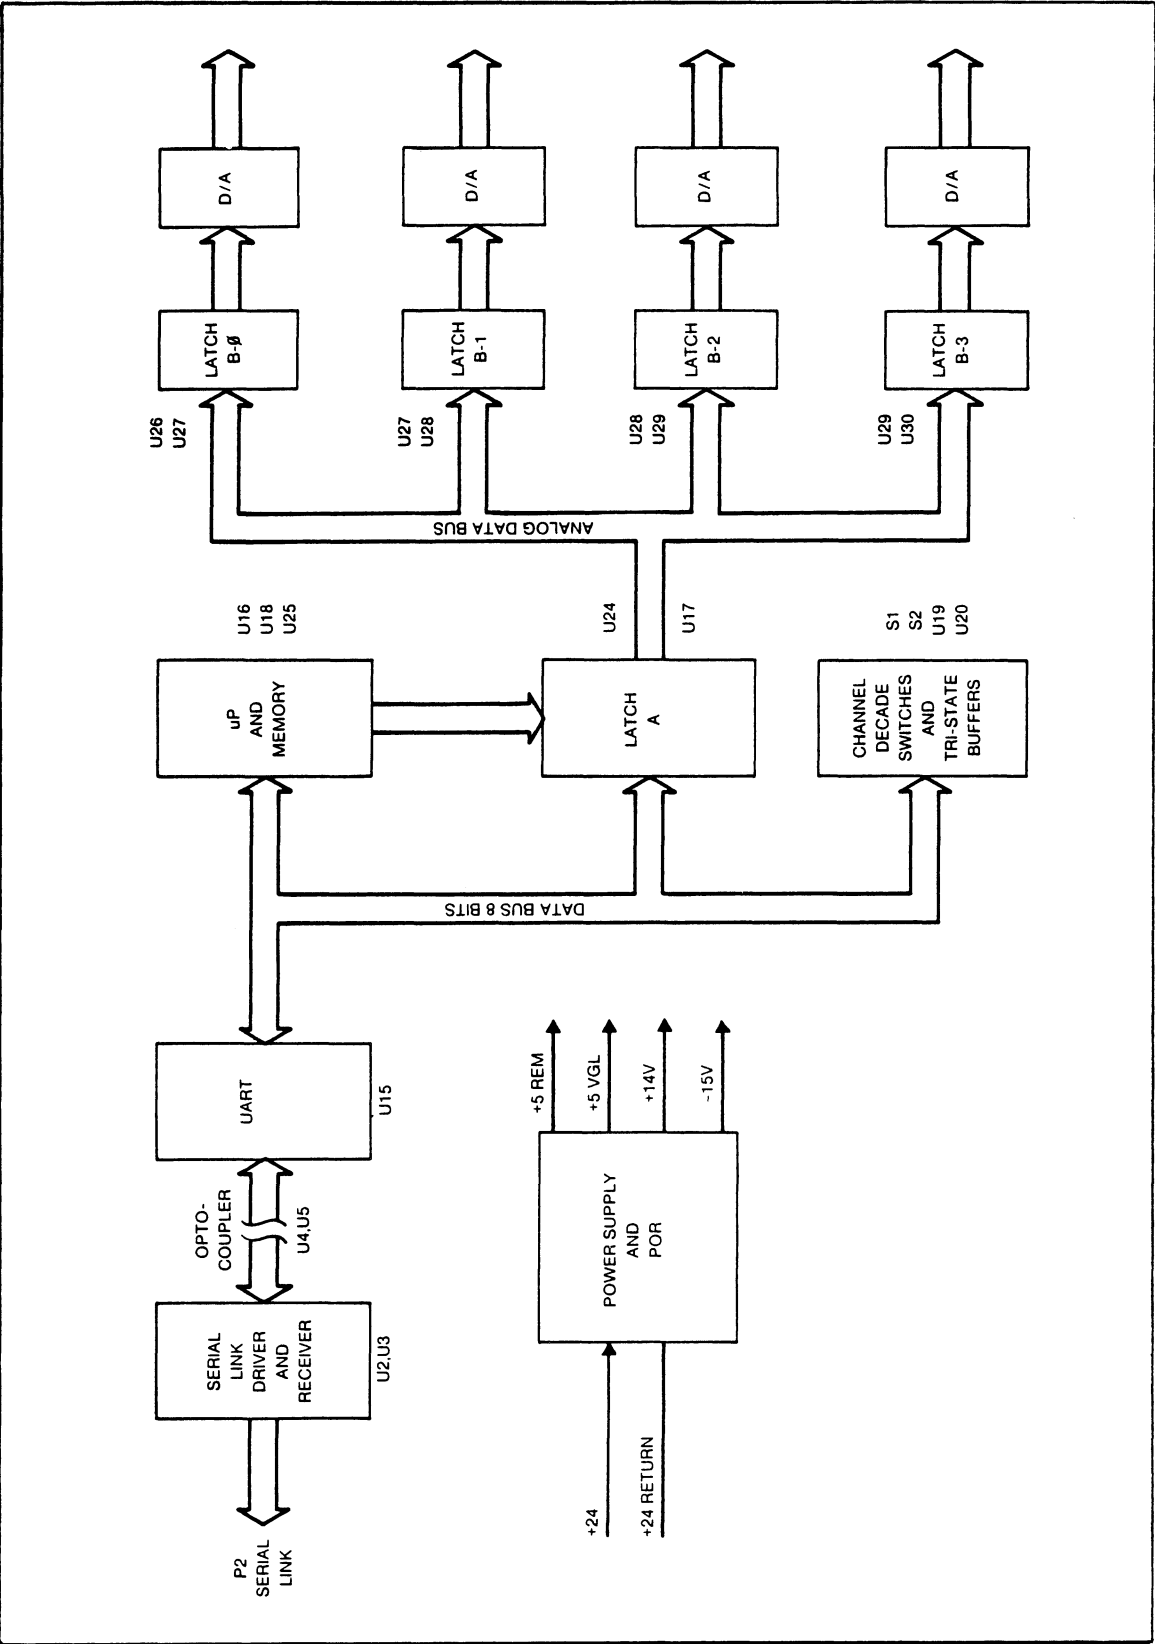 P2
SERIAL
LINK
SERIAL
LINK
DRIVER
AND
RECEIVER
U2,U3
OPTO-
COUPLER
U4,U5
UART
U15
DATA BUS 8 BITS
uP
AND
MEMORY
U16
U18
U25
LATCH
A
U24
U17
CHANNEL
DECADE
SWITCHES
AND
TRI-STATE
BUFFERS
S1
S2
U19
U20
ANALOG DATA BUS
U26
U27
LATCH
B-Ø
D/A
U27
U28
LATCH
B-1
D/A
U28
U29
LATCH
B-2
D/A
U29
U30
LATCH
B-3
D/A
+24
+24 RETURN
POWER SUPPLY
AND
POR
+5 REM
+5 VGL
+14V
-15V